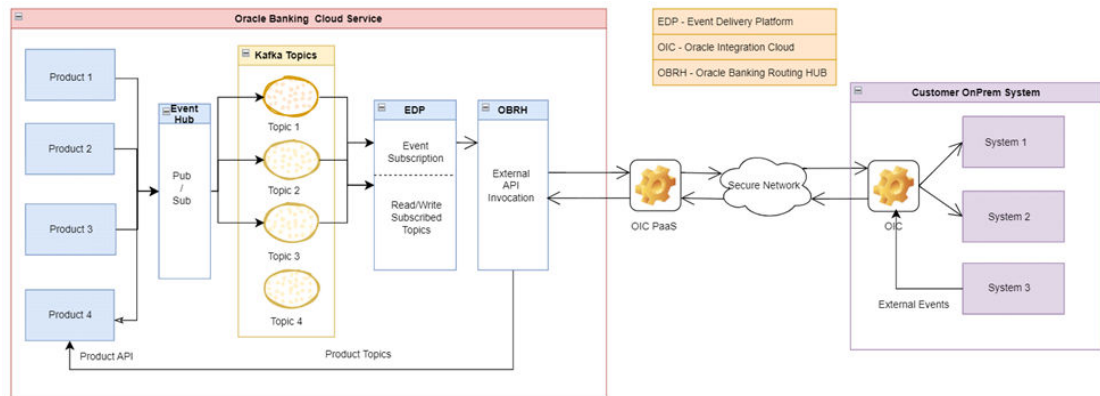 Oracle Banking Cloud Service
EDP - Event Delivery Platform
OIC - Oracle Integration Cloud
OBRH - Oracle Banking Routing HUB
Product 1
Product 2
Product 3
Product 4
Product API
Event
Hub
Pub
/
Sub
Kafka Topics
Topic 1
Topic 2
Topic 3
Topic 4
EDP
Event
Subscription
Read/Write
Subscribed
Topics
OBRH
External
API
Invocation
Product Topics
OIC PaaS
Secure Network
Customer OnPrem System
OIC
System 1
System 2
System 3
External Events